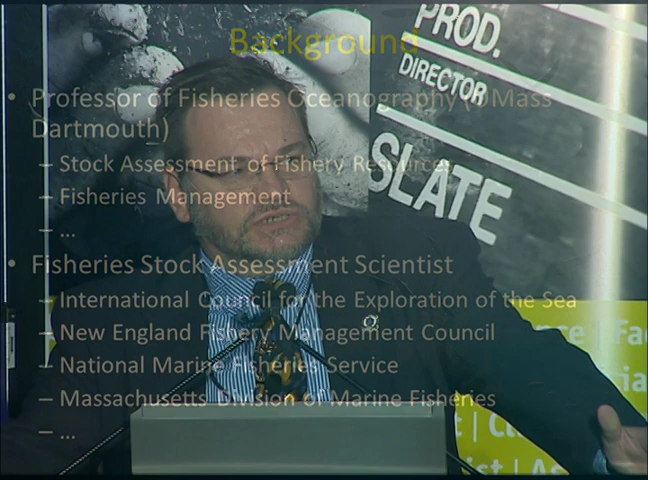 Background
PROD.
DIRECTOR
SLATE
• Professor of Fisheries Oceanography (UMass
Dartmouth)
– Stock Assessment of Fishery Resources
– Fisheries Management
– ...
• Fisheries Stock Assessment Scientist
– International Council for the Exploration of the Sea
– New England Fishery Management Council
– National Marine Fisheries Service
– Massachusetts Division of Marine Fisheries
– ...